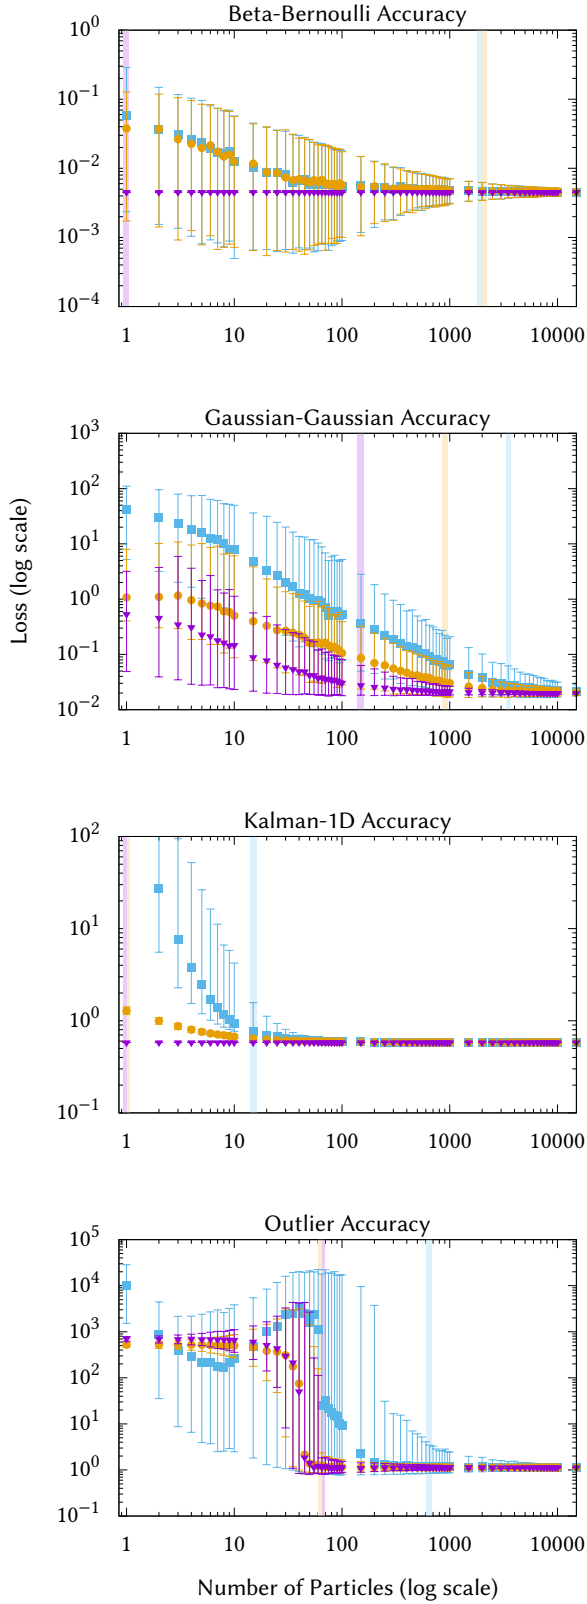 Beta-Bernoulli Accuracy
10^0
10^-1
10^-2
10^-3
10^-4
1 10 100 1000 10000
Gaussian-Gaussian Accuracy
10^3
10^2
10^1
10^0
10^-1
10^-2
1 10 100 1000 10000
Loss (log scale)
Kalman-1D Accuracy
10^2
10^1
10^0
10^-1
1 10 100 1000 10000
Outlier Accuracy
10^5
10^4
10^3
10^2
10^1
10^0
10^-1
1 10 100 1000 10000
Number of Particles (log scale)